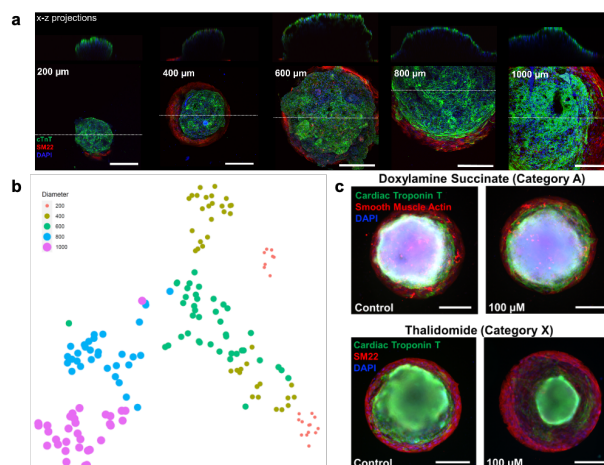 a
x-z projections
200 µm
400 µm
600 µm
800 µm
1000 µm
cTnT
SM22
DAPI
b
Diameter
200
400
600
800
1000
c
Doxylamine Succinate (Category A)
Cardiac Troponin T
Smooth Muscle Actin
DAPI
Control
100 µM
Thalidomide (Category X)
Cardiac Troponin T
SM22
DAPI
Control
100 µM